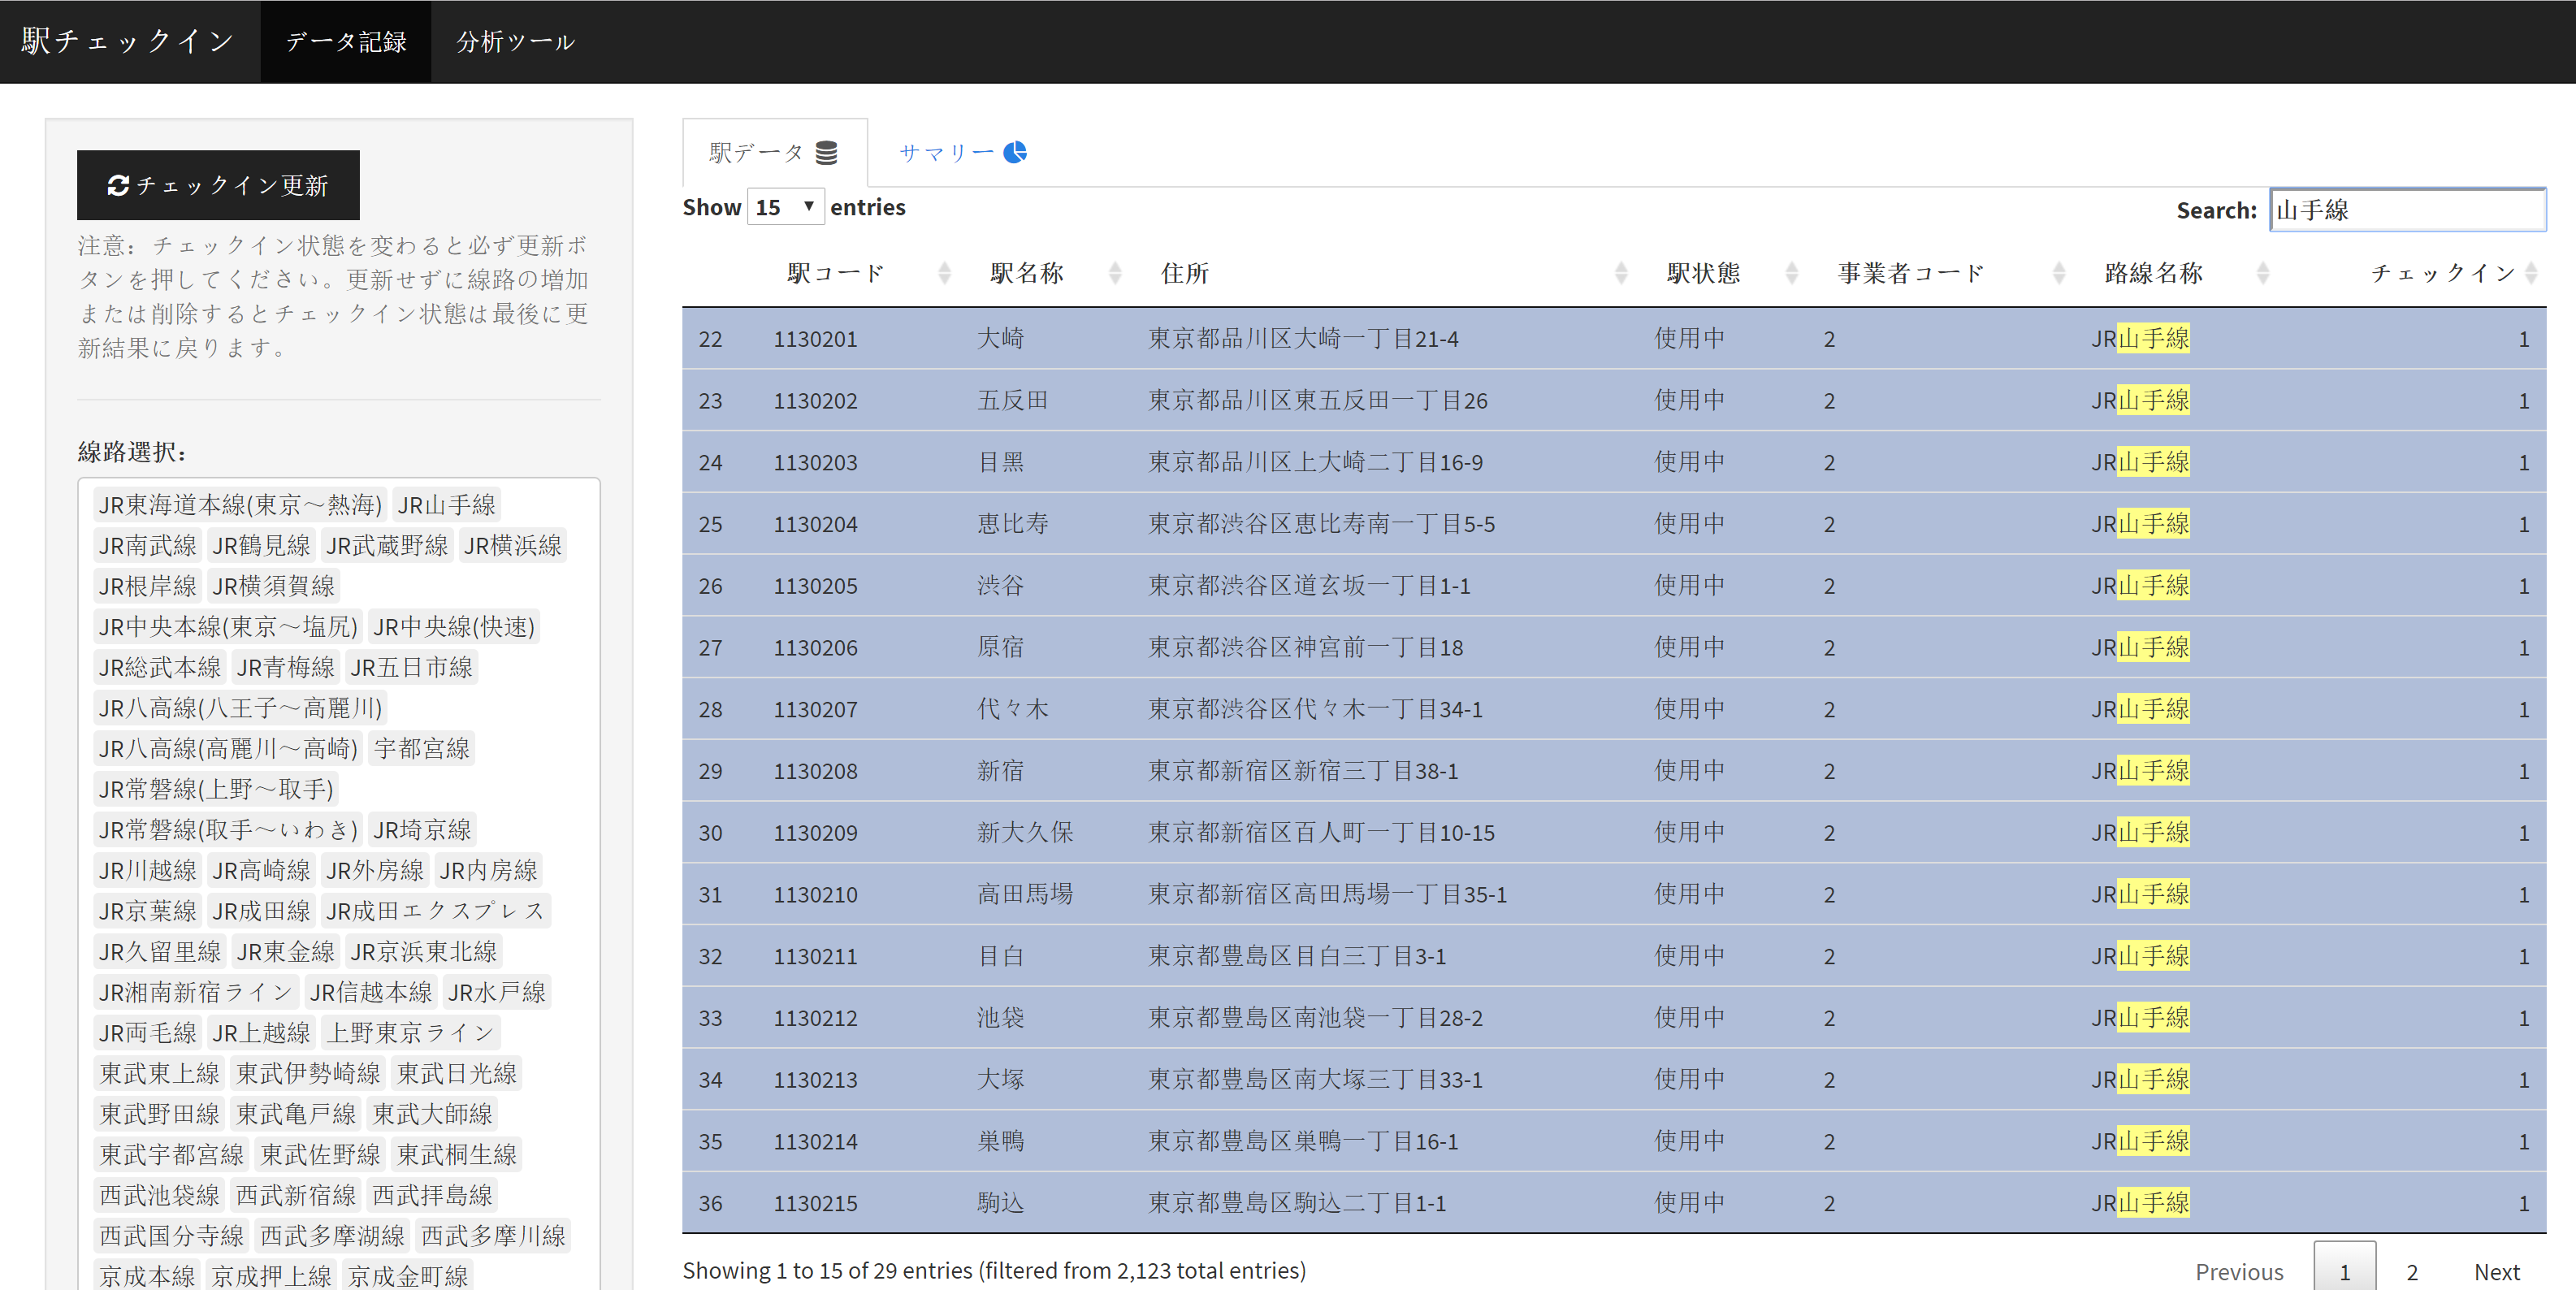 駅チェックイン データ記録 分析ツール
チェックイン更新
注意：チェックイン状態を変わると必ず更新ボ
タンを押してください。更新せずに線路の増加
または削除するとチェックイン状態は最後に更
新結果に戻ります。
線路選択：
JR東海道本線(東京〜熱海) JR山手線
JR南武線 JR鶴見線 JR武蔵野線 JR横浜線
JR根岸線 JR横須賀線
JR中央本線(東京〜塩尻) JR中央線(快速)
JR総武本線 JR青梅線 JR五日市線
JR八高線(八王子〜高麗川)
JR八高線(高麗川〜高崎) 宇都宮線
JR常磐線(上野〜取手)
JR常磐線(取手〜いわき) JR埼京線
JR川越線 JR高崎線 JR外房線 JR内房線
JR京葉線 JR成田線 JR成田エクスプレス
JR久留里線 JR東金線 JR京浜東北線
JR湘南新宿ライン JR信越本線 JR水戸線
JR両毛線 JR上越線 上野東京ライン
東武東上線 東武伊勢崎線 東武日光線
東武野田線 東武亀戸線 東武大師線
東武宇都宮線 東武佐野線 東武桐生線
西武池袋線 西武新宿線 西武拝島線
西武国分寺線 西武多摩湖線 西武多摩川線
京成本線 京成押上線 京成金町線
駅データ サマリー
Show 15 entries Search: 山手線
駅コード 駅名称 住所 駅状態 事業者コード 路線名称 チェックイン
22 1130201 大崎 東京都品川区大崎一丁目21-4 使用中 2 JR山手線 1
23 1130202 五反田 東京都品川区東五反田一丁目26 使用中 2 JR山手線 1
24 1130203 目黒 東京都品川区上大崎二丁目16-9 使用中 2 JR山手線 1
25 1130204 恵比寿 東京都渋谷区恵比寿南一丁目5-5 使用中 2 JR山手線 1
26 1130205 渋谷 東京都渋谷区道玄坂一丁目1-1 使用中 2 JR山手線 1
27 1130206 原宿 東京都渋谷区神宮前一丁目18 使用中 2 JR山手線 1
28 1130207 代々木 東京都渋谷区代々木一丁目34-1 使用中 2 JR山手線 1
29 1130208 新宿 東京都新宿区新宿三丁目38-1 使用中 2 JR山手線 1
30 1130209 新大久保 東京都新宿区百人町一丁目10-15 使用中 2 JR山手線 1
31 1130210 高田馬場 東京都新宿区高田馬場一丁目35-1 使用中 2 JR山手線 1
32 1130211 目白 東京都豊島区目白三丁目3-1 使用中 2 JR山手線 1
33 1130212 池袋 東京都豊島区南池袋一丁目28-2 使用中 2 JR山手線 1
34 1130213 大塚 東京都豊島区南大塚三丁目33-1 使用中 2 JR山手線 1
35 1130214 巣鴨 東京都豊島区巣鴨一丁目16-1 使用中 2 JR山手線 1
36 1130215 駒込 東京都豊島区駒込二丁目1-1 使用中 2 JR山手線 1
Showing 1 to 15 of 29 entries (filtered from 2,123 total entries) Previous 1 2 Next